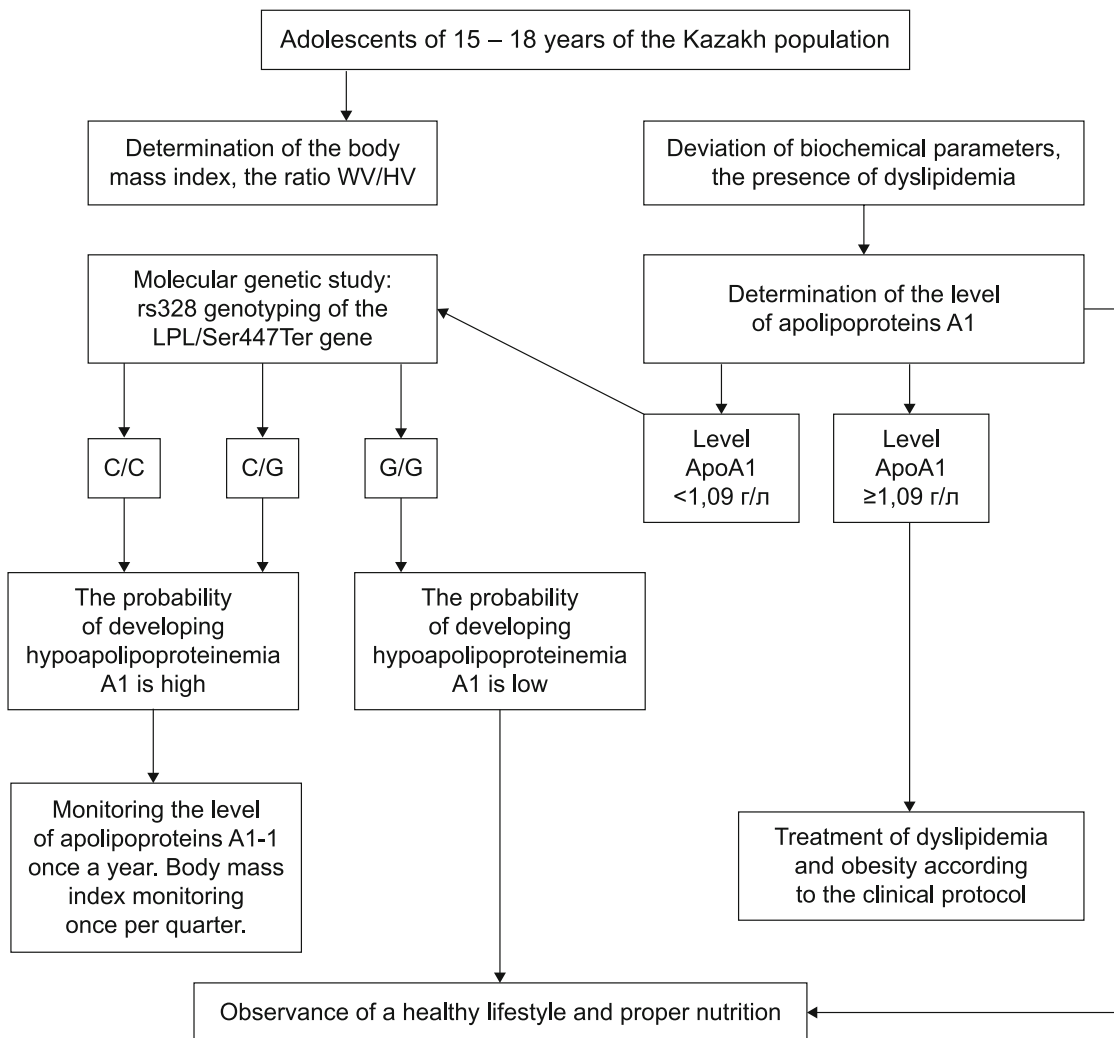 Adolescents of 15 – 18 years of the Kazakh population
Determination of the body
mass index, the ratio WV/HV
Deviation of biochemical parameters,
the presence of dyslipidemia
Molecular genetic study:
rs328 genotyping of the
LPL/Ser447Ter gene
Determination of the level
of apolipoproteins A1
C/C
C/G
G/G
Level
ApoA1
<1,09 г/л
Level
ApoA1
≥1,09 г/л
The probability
of developing
hypoapolipoproteinemia
A1 is high
The probability
of developing
hypoapolipoproteinemia
A1 is low
Monitoring the level
of apolipoproteins A1-1
once a year. Body mass
index monitoring
once per quarter.
Treatment of dyslipidemia
and obesity according
to the clinical protocol
Observance of a healthy lifestyle and proper nutrition